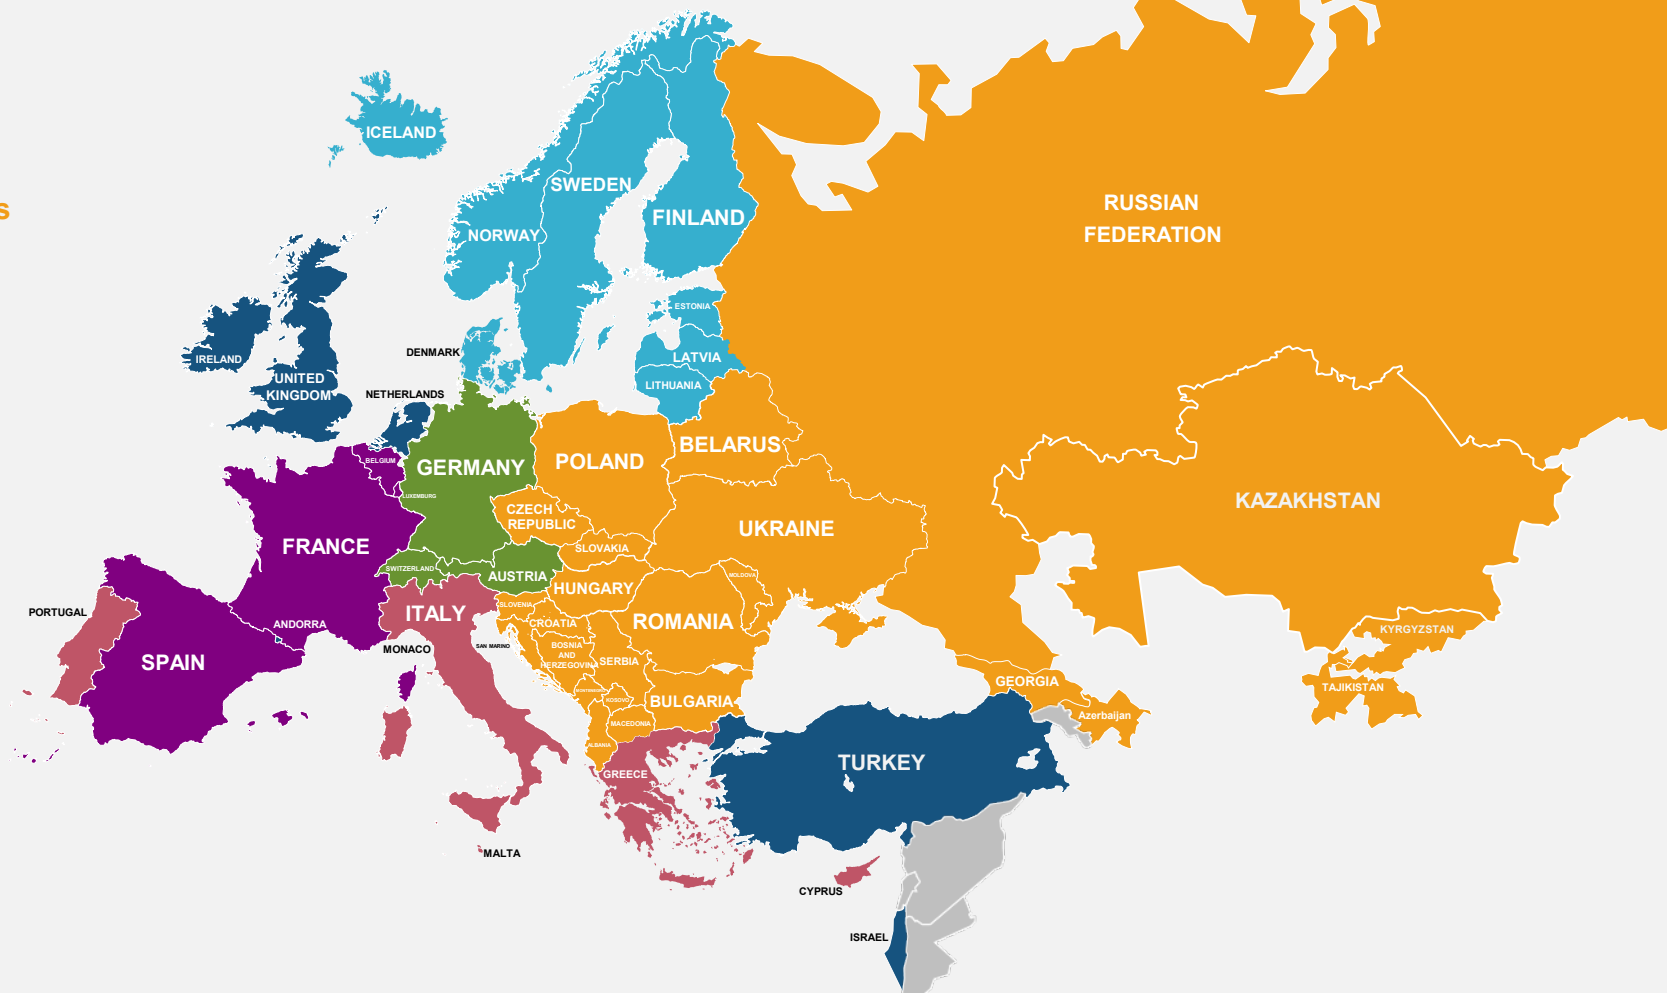 ICELAND
SWEDEN
RUSSIAN
FEDERATION
s
FINLAND
NORWAY
ESTONIA
DENMARK
LATVIA
IRELAND
UNITED
KINGDOM
LITHUANIA
NETHERLANDS
BELARUS
BELGIUM
GERMANY
POLAND
LUXEMBURG
KAZAKHSTAN
CZECH
REPUBLIC
UKRAINE
FRANCE
SLOVAKIA
SWITZERLAND
AUSTRIA
MOLDOVA
HUNGARY
SLOVENIA
PORTUGAL
ITALY
ANDORRA
CROATIA
ROMANIA
KYRGYZSTAN
MONACO
SAN MARINO
BOSNIA
AND
HERZEGOVINA
SPAIN
SERBIA
GEORGIA
TAJIKISTAN
MONTENEGRO
KOSOVO
BULGARIA
Azerbaijan
MACEDONIA
ALBANIA
TURKEY
GREECE
MALTA
CYPRUS
ISRAEL